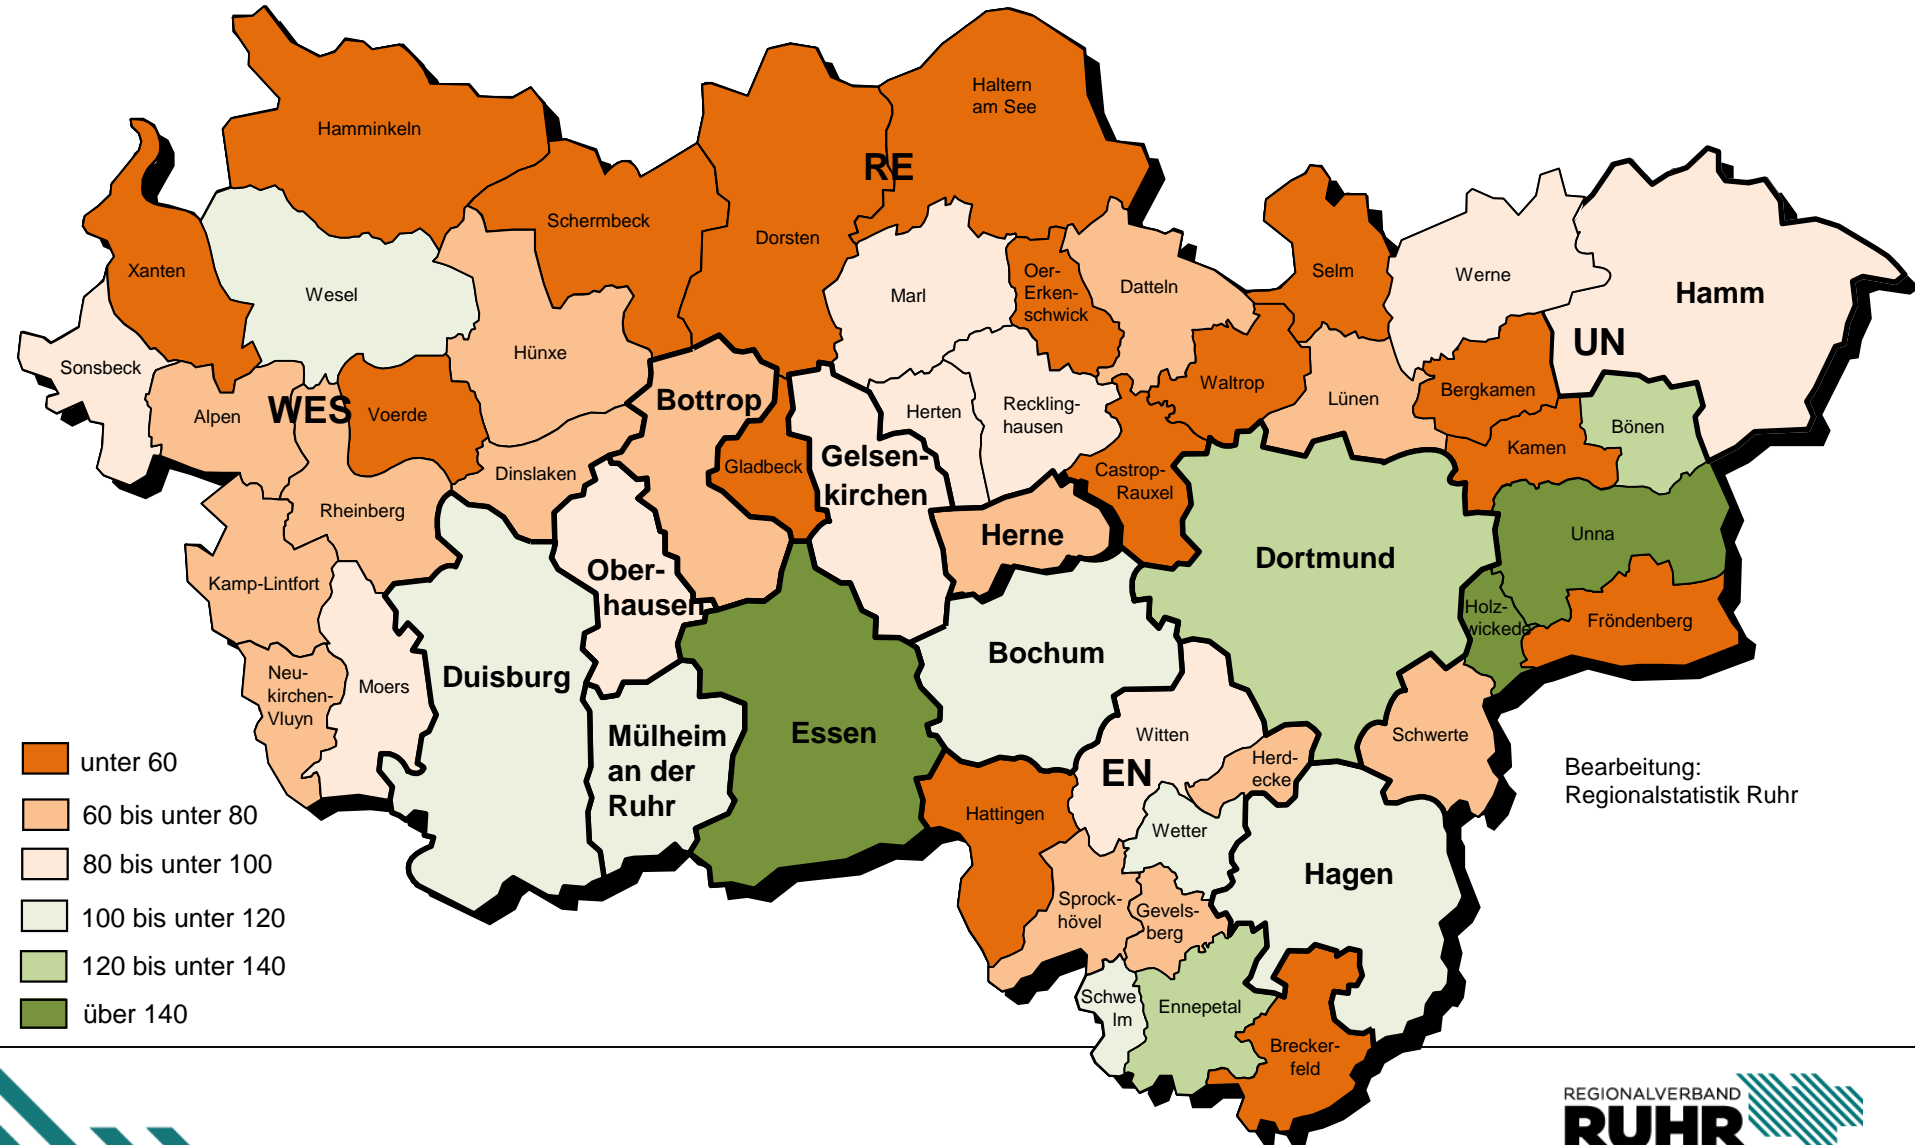 Haltern
am See
Hamminkeln
RE
Schermbeck
Dorsten
Xanten
Wesel
Marl
Oer-
Erken-
schwick
Datteln
Selm
Werne
Hamm
UN
Sonsbeck
Hünxe
Alpen
WES
Voerde
Bottrop
Herten
Reckling-
hausen
Waltrop
Lünen
Bergkamen
Bönen
Kamen
Dinslaken
Gladbeck
Gelsen-
kirchen
Castrop-
Rauxel
Rheinberg
Herne
Dortmund
Unna
Kamp-Lintfort
Ober-
hausen
Holz-
wickede
Fröndenberg
Neu-
kirchen-
Vluyn
Moers
Duisburg
Bochum
Mülheim
an der
Ruhr
Essen
Witten
EN
Herd-
ecke
Schwerte
Hattingen
Wetter
Hagen
Sprock-
hövel
Gevels-
berg
Schwe
lm
Ennepetal
Brecker-
feld
unter 60
60 bis unter 80
80 bis unter 100
100 bis unter 120
120 bis unter 140
über 140
Bearbeitung:
Regionalstatistik Ruhr
REGIONALVERBAND
RUHR